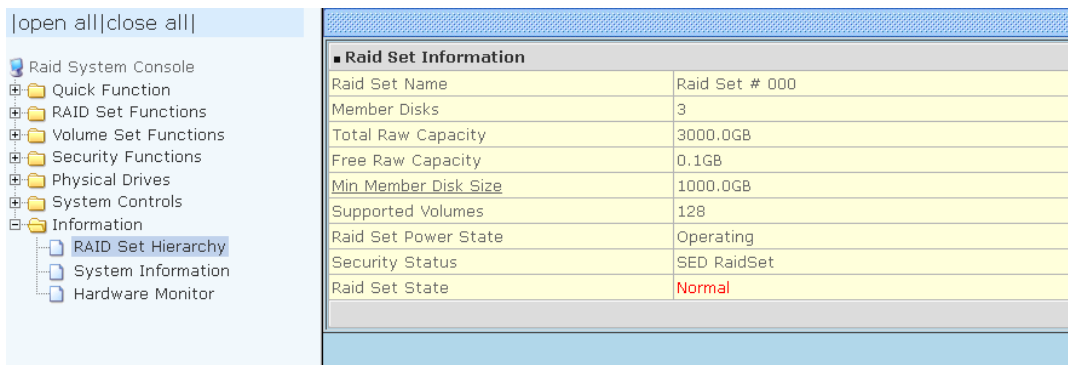 |open all|close all|
Raid System Console
Quick Function
RAID Set Functions
Volume Set Functions
Security Functions
Physical Drives
System Controls
Information
RAID Set Hierarchy
System Information
Hardware Monitor
Raid Set Information
Raid Set Name Raid Set # 000
Member Disks 3
Total Raw Capacity 3000.0GB
Free Raw Capacity 0.1GB
Min Member Disk Size 1000.0GB
Supported Volumes 128
Raid Set Power State Operating
Security Status SED RaidSet
Raid Set State Normal